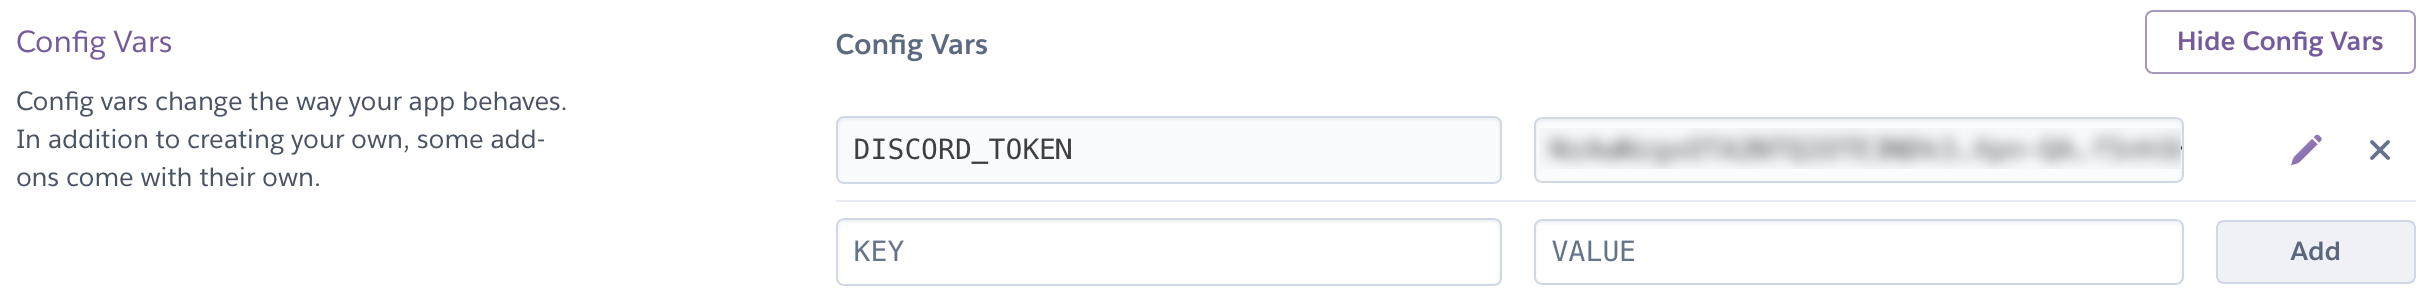 Config Vars
Config vars change the way your app behaves.
In addition to creating your own, some add-
ons come with their own.
Config Vars
Hide Config Vars
DISCORD_TOKEN
KEY
VALUE
Add